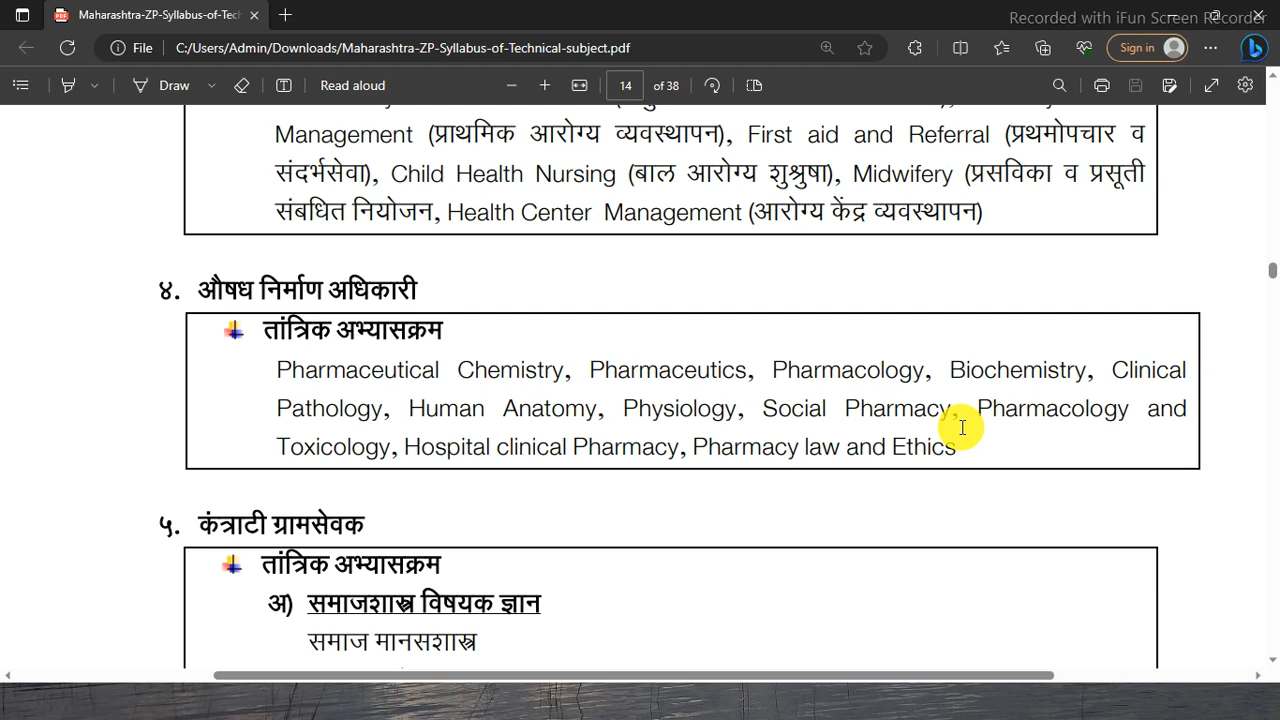 Maharashtra-ZP-Syllabus-of-Tech
Recorded with iFun Screen Recorder
File
C:/Users/Admin/Downloads/Maharashtra-ZP-Syllabus-of-Technical-subject.pdf
Sign in
Draw
Read aloud
14 of 38
Management (प्राथमिक आरोग्य व्यवस्थापन), First aid and Referral (प्रथमोपचार व
संदर्भसेवा), Child Health Nursing (बाल आरोग्य शुश्रुषा), Midwifery (प्रसविका व प्रसूती
संबधित नियोजन, Health Center Management (आरोग्य केंद्र व्यवस्थापन)
४. औषध निर्माण अधिकारी
तांत्रिक अभ्यासक्रम
Pharmaceutical Chemistry, Pharmaceutics, Pharmacology, Biochemistry, Clinical
Pathology, Human Anatomy, Physiology, Social Pharmacy, Pharmacology and
Toxicology, Hospital clinical Pharmacy, Pharmacy law and Ethics
५. कंत्राटी ग्रामसेवक
तांत्रिक अभ्यासक्रम
अ) समाजशास्त्र विषयक ज्ञान
समाज मानसशास्त्र